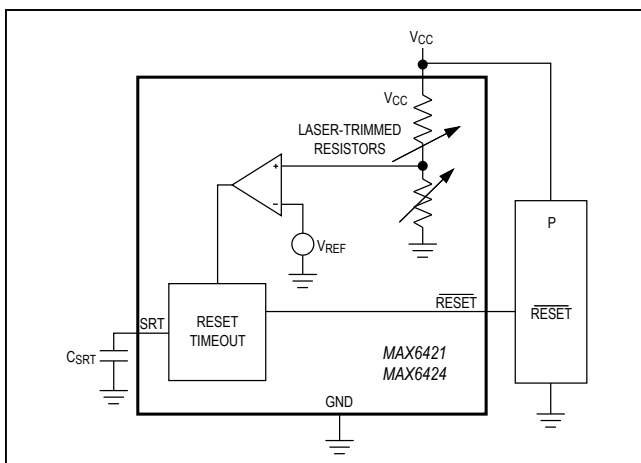 VCC
VCC
LASER-TRIMMED
RESISTORS
VREF
RESET
TIMEOUT
SRT
CSRT
RESET
P
RESET
MAX6421
MAX6424
GND
+
−